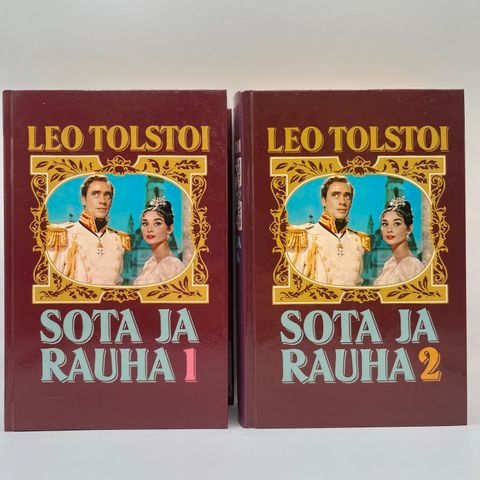 LEO TOLSTOI
SOTA JA
RAUHA 1
LEO TOLSTOI
SOTA JA
RAUHA 2